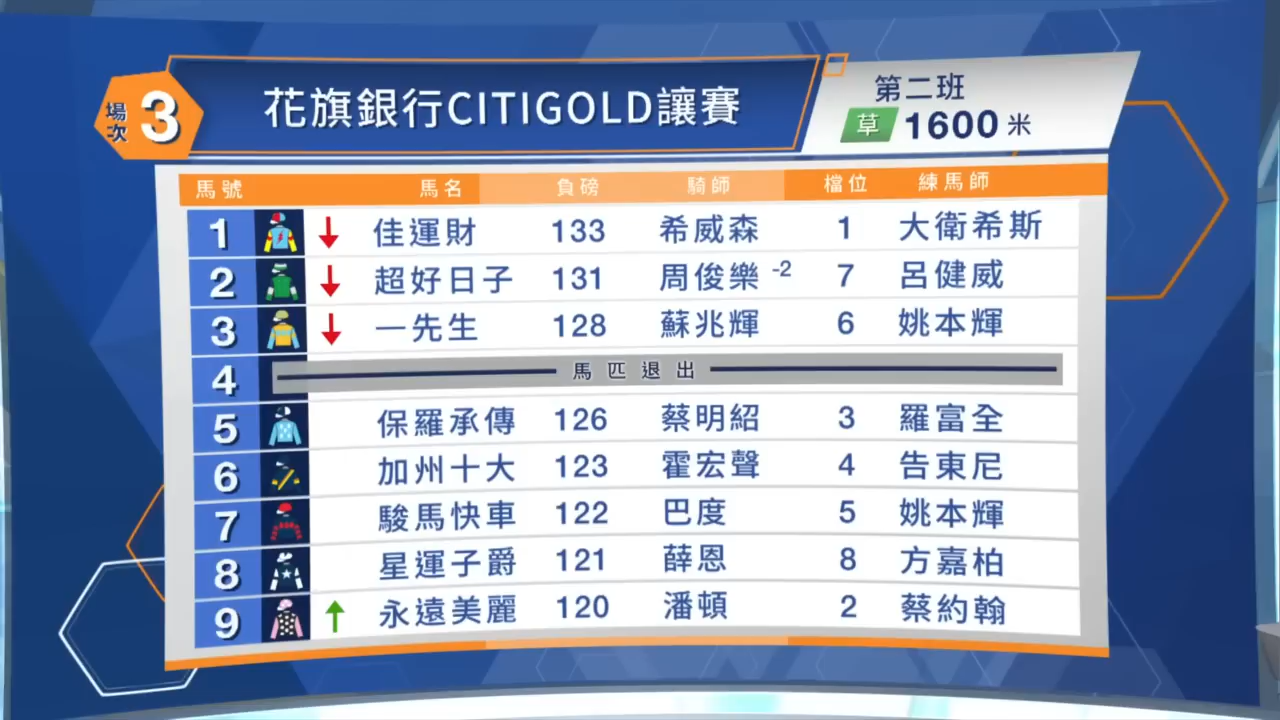 場次 3 花旗銀行CITIGOLD讓賽 第二班
草 1600 米
馬號 馬名 負磅 騎師 檔位 練馬師
1 ↓ 佳運財 133 希威森 1 大衛希斯
2 ↓ 超好日子 131 周俊樂 -2 7 呂健威
3 ↓ 一先生 128 蘇兆輝 6 姚本輝
4 馬匹退出
5 保羅承傳 126 蔡明紹 3 羅富全
6 加州十大 123 霍宏聲 4 告東尼
7 駿馬快車 122 巴度 5 姚本輝
8 星運子爵 121 薛恩 8 方嘉柏
9 ↑ 永遠美麗 120 潘頓 2 蔡約翰